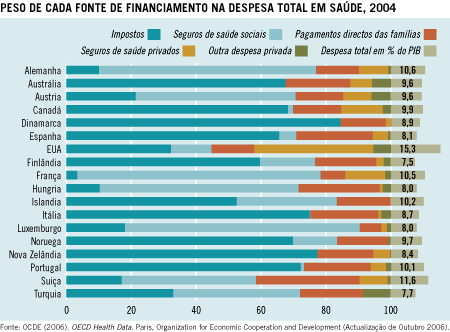 PESO DE CADA FONTE DE FINANCIAMENTO NA DESPESA TOTAL EM SAÚDE, 2004
Impostos Seguros de saúde sociais Pagamentos directos das famílias
Seguros de saúde privados Outra despesa privada Despesa total em % do PIB
Alemanha 10,6
Austrália 9,6
Austria 9,6
Canadá 9,9
Dinamarca 8,9
Espanha 8,1
EUA 15,3
Finlândia 7,5
França 10,5
Hungria 8,0
Islandia 10,2
Itália 8,7
Luxemburgo 8,0
Noruega 9,7
Nova Zelândia 8,4
Portugal 10,1
Suiça 11,6
Turquia 7,7
0 20 40 60 80 100
Fonte: OCDE (2006). OECD Health Data. Paris, Organization for Economic Cooperation and Development (Actualização de Outubro 2006).